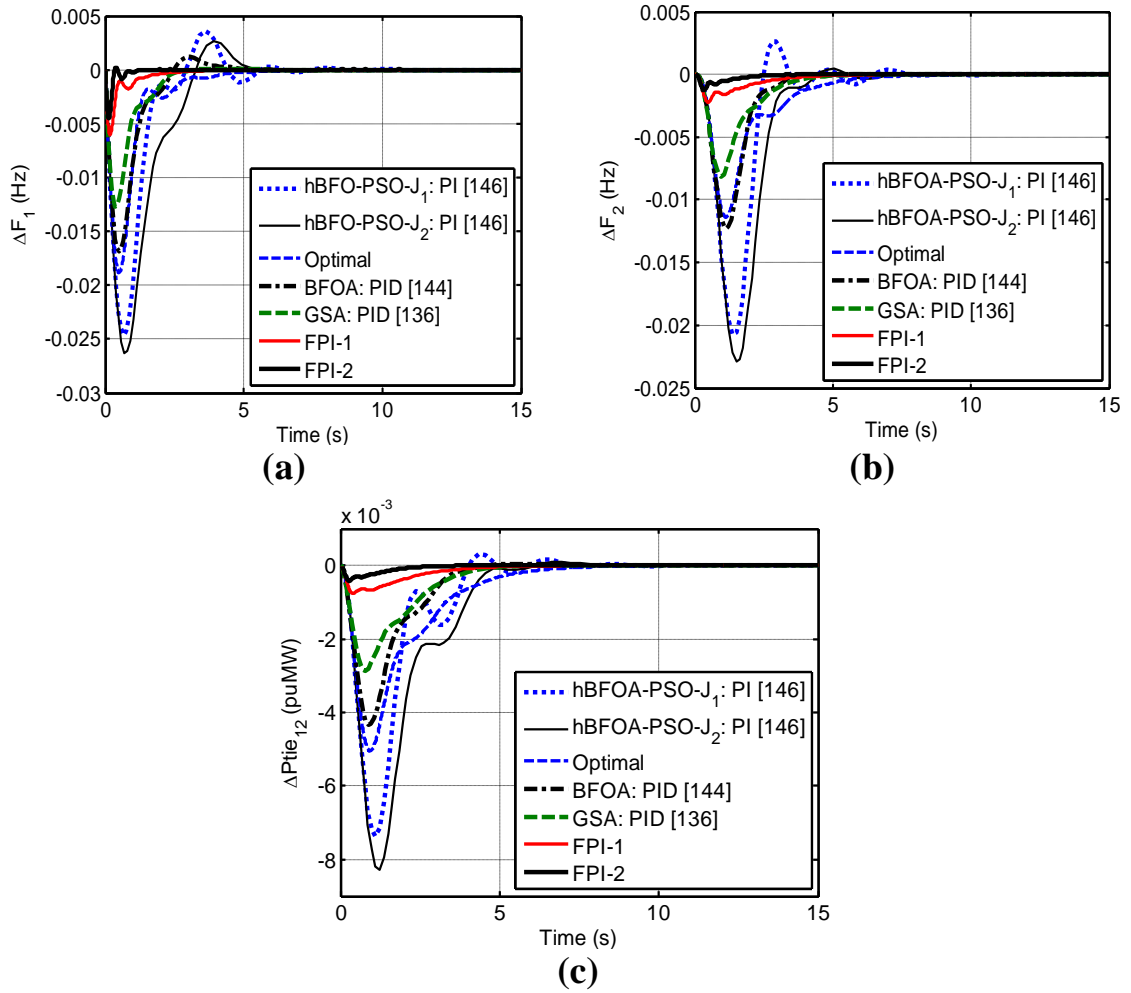 0.005
0
-0.005
-0.01
-0.015
-0.02
-0.025
-0.03
0 5 10 15
ΔF1 (Hz)
Time (s)
hBFO-PSO-J1: PI [146]
hBFO-PSO-J2: PI [146]
Optimal
BFOA: PID [144]
GSA: PID [136]
FPI-1
FPI-2
(a)
0.005
0
-0.005
-0.01
-0.015
-0.02
-0.025
0 5 10 15
ΔF2 (Hz)
Time (s)
hBFOA-PSO-J1: PI [146]
hBFOA-PSO-J2: PI [146]
Optimal
BFOA: PID [144]
GSA: PID [136]
FPI-1
FPI-2
(b)
x 10-3
0
-2
-4
-6
-8
0 5 10 15
ΔPtie12 (puMW)
Time (s)
hBFOA-PSO-J1: PI [146]
hBFOA-PSO-J2: PI [146]
Optimal
BFOA: PID [144]
GSA: PID [136]
FPI-1
FPI-2
(c)